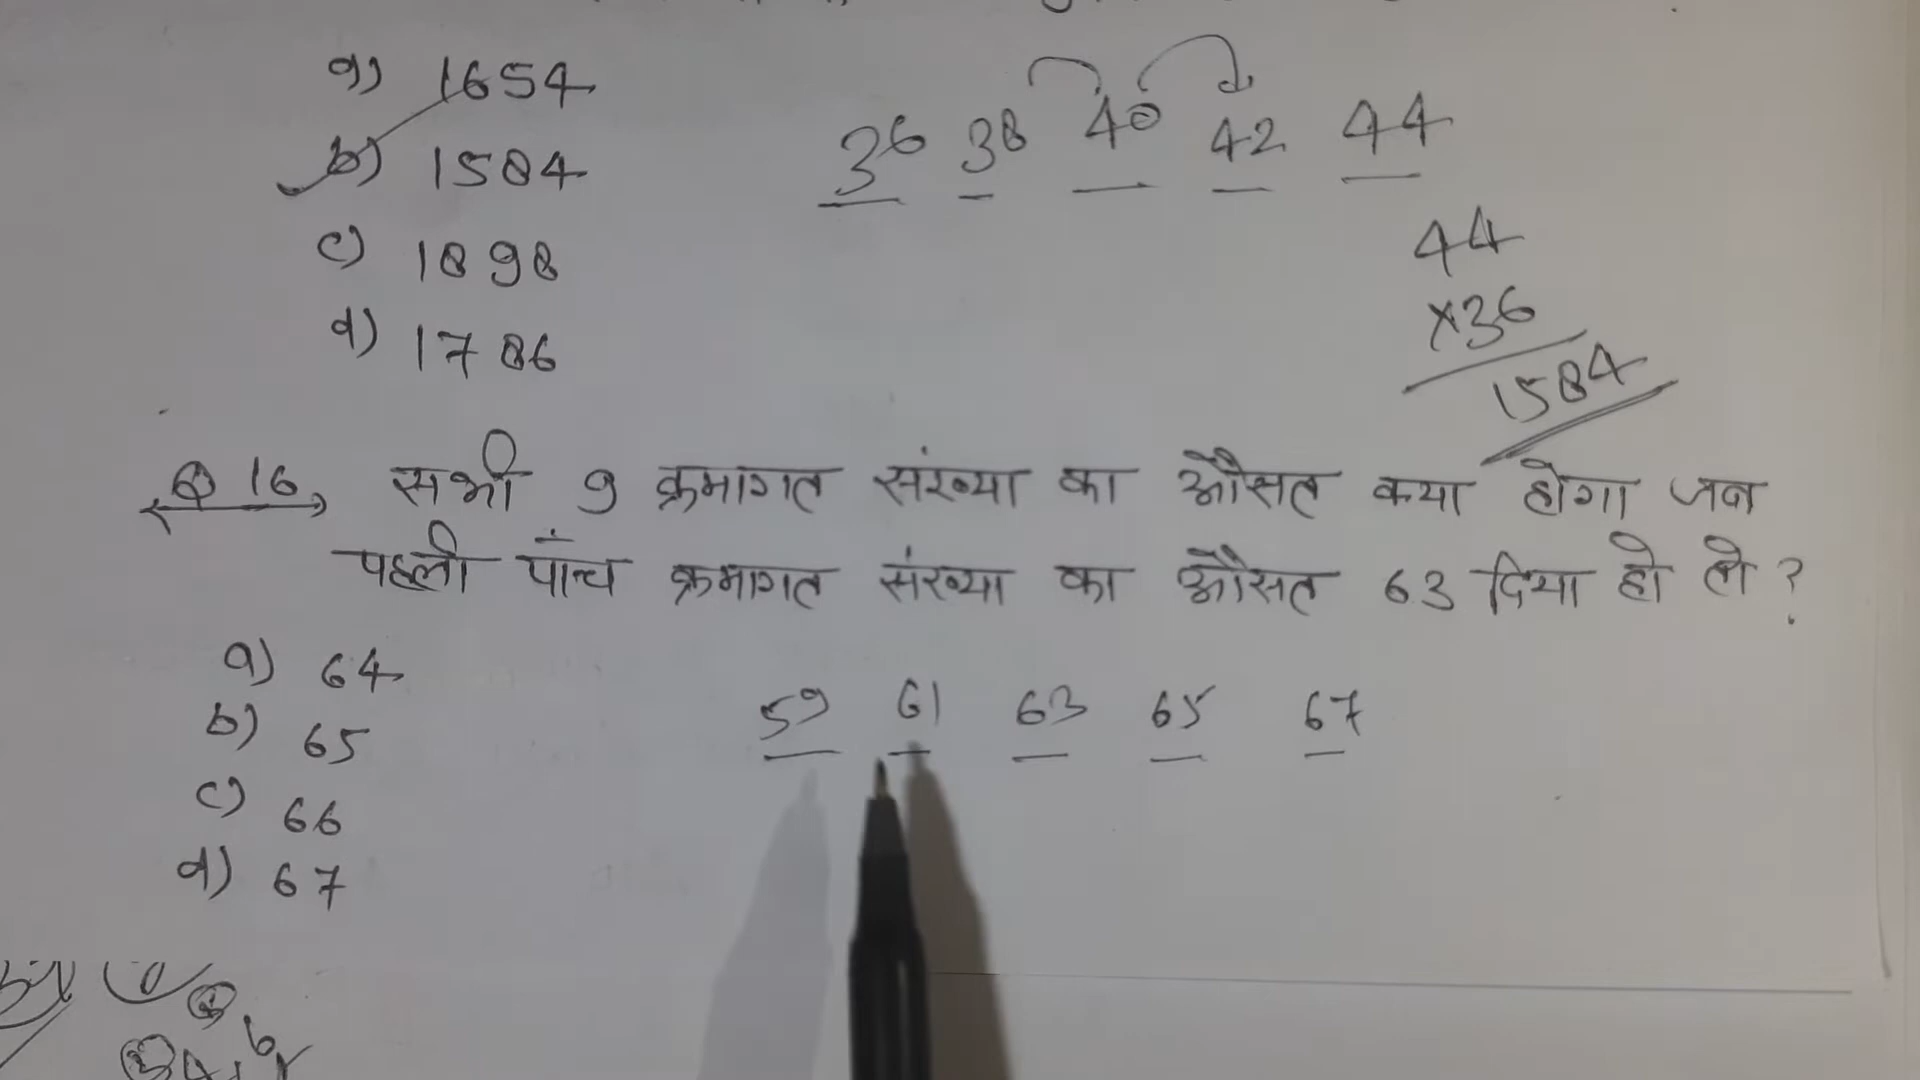 a) 1654
b) 1584
c) 1898
d) 1786
36 38 40 42 44
44
×36
1584
Q 16, सभी 9 क्रमागत संख्या का औसत क्या होगा जब
पहली पांच क्रमागत संख्या का औसत 63 दिया हो तो ?
a) 64
b) 65
c) 66
d) 67
59 61 63 65 67